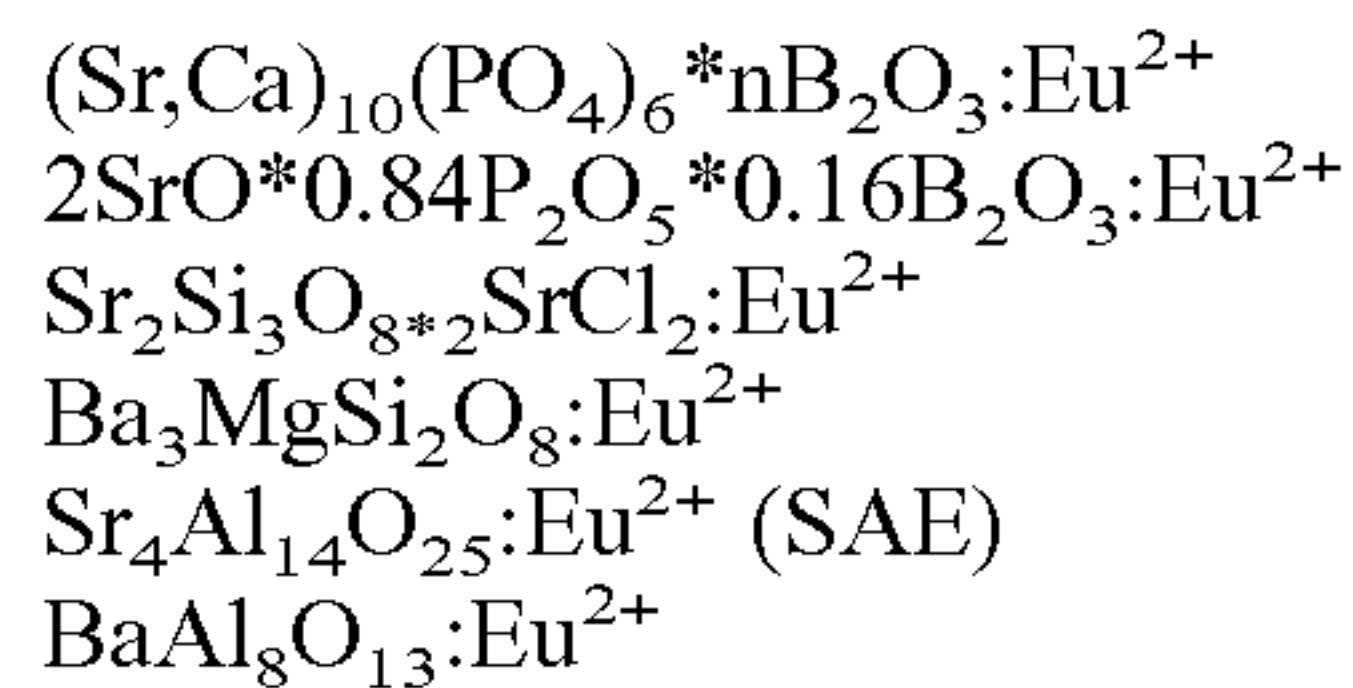 (Sr,Ca)₁₀(PO₄)₆*nB₂O₃:Eu²⁺
2SrO*0.84P₂O₅*0.16B₂O₃:Eu²⁺
Sr₂Si₃O₈*₂SrCl₂:Eu²⁺
Ba₃MgSi₂O₈:Eu²⁺
Sr₄Al₁₄O₂₅:Eu²⁺ (SAE)
BaAl₈O₁₃:Eu²⁺